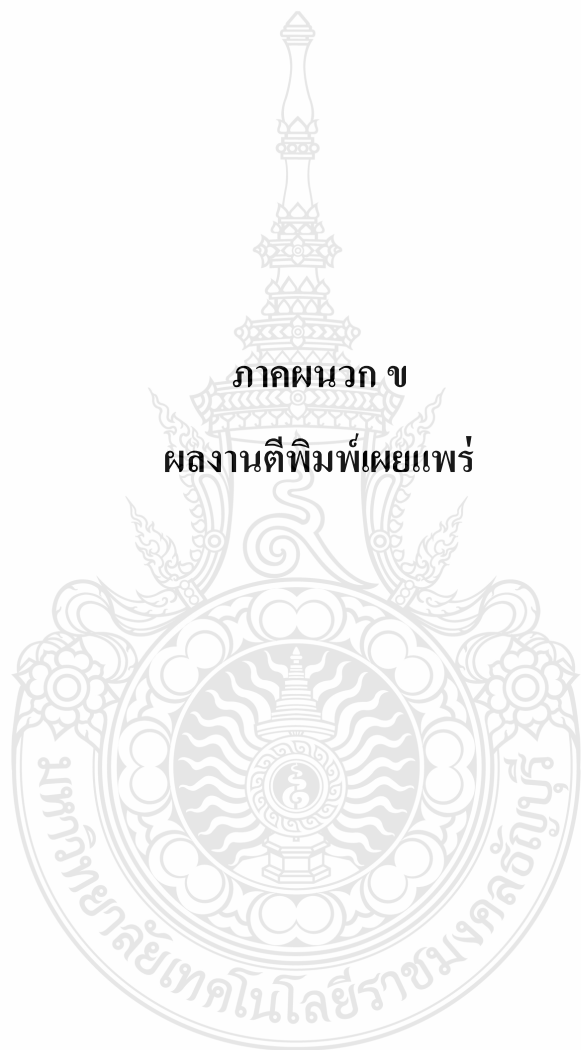 ภาคผนวก ข
ผลงานตีพิมพ์เผยแพร่
มหาวิทยาลัยเทคโนโลยีราชมงคลธัญบุรี